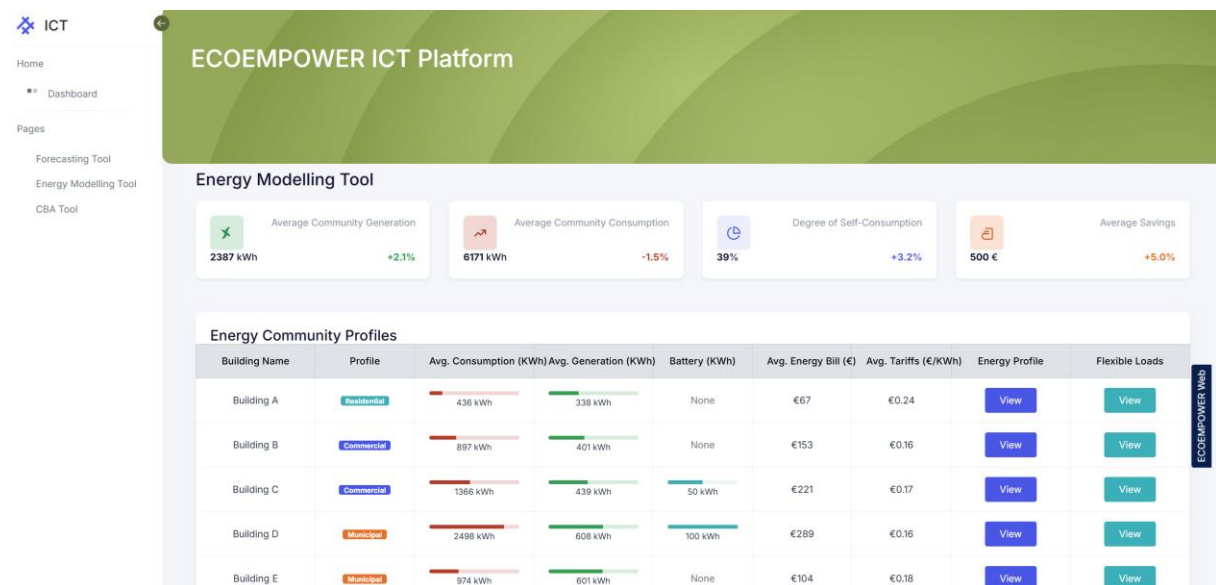 ICT
Home
Dashboard
Pages
Forecasting Tool
Energy Modelling Tool
CBA Tool
ECOEMPOWER ICT Platform
Energy Modelling Tool
Average Community Generation
2387 kWh +2.1%
Average Community Consumption
6171 kWh -1.5%
Degree of Self-Consumption
39% +3.2%
Average Savings
500 € +5.0%
Energy Community Profiles
Building Name Profile Avg. Consumption (KWh) Avg. Generation (KWh) Battery (KWh) Avg. Energy Bill (€) Avg. Tariffs (€/KWh) Energy Profile Flexible Loads
Building A Residential 436 kWh 338 kWh None €67 €0.24 View View
Building B Commercial 897 kWh 401 kWh None €153 €0.16 View View
Building C Commercial 1366 kWh 439 kWh 50 kWh €221 €0.17 View View
Building D Municipal 2498 kWh 608 kWh 100 kWh €289 €0.16 View View
Building E Municipal 974 kWh 601 kWh None €104 €0.18 View View
ECOEMPOWER Web